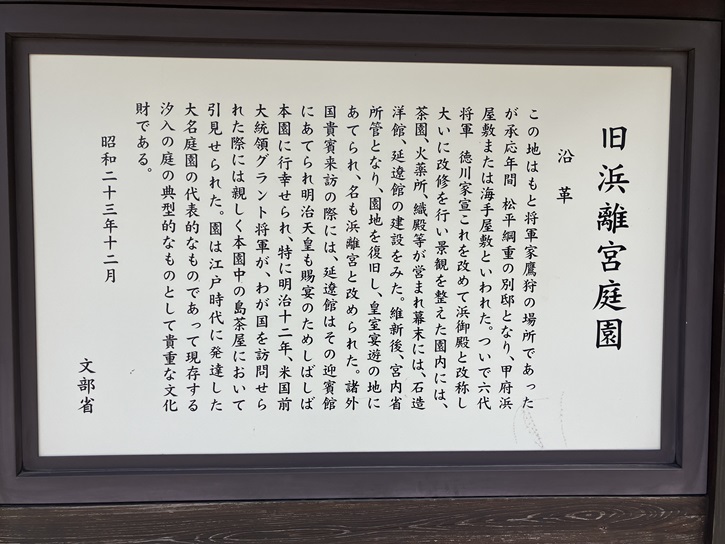 旧浜離宮庭園
沿革
この地はもと将軍家鷹狩の場所であった
が承応年間 松平綱重の別邸となり、甲府浜
屋敷または海手屋敷といわれた。ついで六代
将軍 徳川家宣これを改めて浜御殿と改称し
大いに改修を行い景観を整えた園内には、
茶園、火薬所、織殿等が営まれ幕末には、石造
洋館、延遼館の建設をみた。維新後、宮内省
所管となり、園地を復旧し、皇室宴遊の地に
あてられ、名も浜離宮と改められた。諸外
国貴賓来訪の際には、延遼館はその迎賓館
にあてられ明治天皇も賜宴のためしばしば
本園に行幸せられ、特に明治十二年、米国前
大統領グラント将軍が、わが国を訪問せら
れた際には親しく本園中の島茶屋において
引見せられた。園は江戸時代に発達した
大名庭園の代表的なものであって現存する
汐入の庭の典型的なものとして貴重な文化
財である。
昭和二十三年十二月
文部省